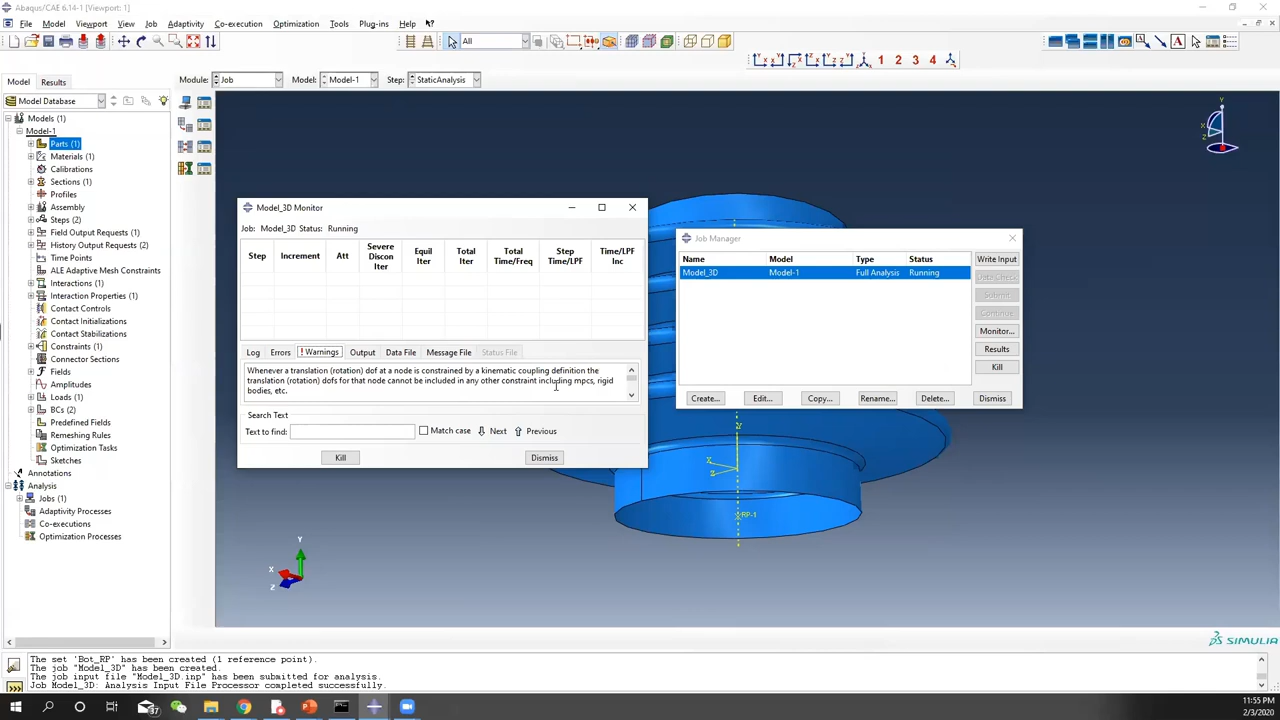 Abaqus/CAE 6.14-1 [Viewport: 1]
File Model Viewport View Job Adaptivity Co-execution Optimization Tools Plug-ins Help
All
1 2 3 4
Model Results Module: Job Model: Model-1 Step: StaticAnalysis
Model Database
Models (1)
Model-1
Parts (1)
Materials (1)
Calibrations
Sections (1)
Profiles
Assembly
Steps (2)
Field Output Requests (1)
History Output Requests (2)
Time Points
ALE Adaptive Mesh Constraints
Interactions (1)
Interaction Properties (1)
Contact Controls
Contact Initializations
Contact Stabilizations
Constraints (1)
Connector Sections
Fields
Amplitudes
Loads (1)
BCs (2)
Predefined Fields
Remeshing Rules
Optimization Tasks
Sketches
Annotations
Analysis
Jobs (1)
Adaptivity Processes
Co-executions
Optimization Processes
Model_3D Monitor
Job: Model_3D Status: Running
Step Increment Att Severe Discon Iter Equil Iter Total Iter Total Time/Freq Step Time/LPF Time/LPF Inc
Log Errors ! Warnings Output Data File Message File Status File
Whenever a translation (rotation) dof at a node is constrained by a kinematic coupling definition the
translation (rotation) dofs for that node cannot be included in any other constraint including mpcs, rigid
bodies, etc.
Search Text
Text to find: Match case Next Previous
Kill Dismiss
Job Manager
Name Model Type Status Write Input
Model_3D Model-1 Full Analysis Running
Data Check
Submit
Continue
Monitor...
Results
Kill
Create... Edit... Copy... Rename... Delete... Dismiss
Y
X
Z
RP-1
Y
X
Z
Y
X
Z
SIMULIA
The set 'Bot_RP' has been created (1 reference point).
The job "Model_3D" has been created.
The job input file "Model_3D.inp" has been submitted for analysis.
Job Model_3D: Analysis Input File Processor completed successfully.
37
11:55 PM
2/3/2020